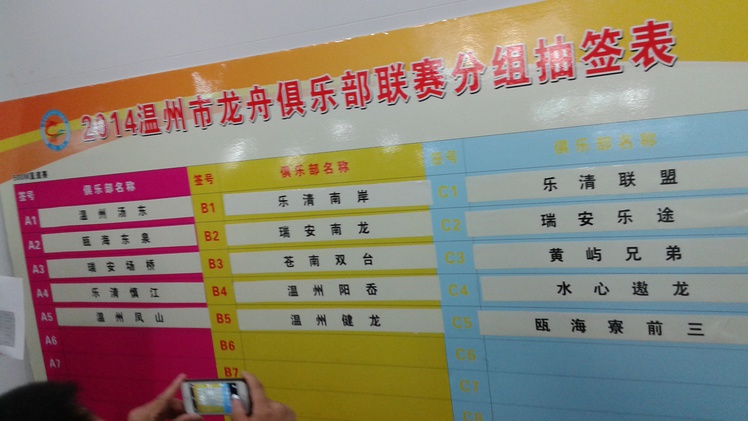 2014温州市龙舟俱乐部联赛分组抽签表
签号 俱乐部名称 签号 俱乐部名称 签号 俱乐部名称
A1 温州汤东 B1 乐清南岸 C1 乐清联盟
A2 瓯海东泉 B2 瑞安南龙 C2 瑞安乐途
A3 瑞安场桥 B3 苍南双台 C3 黄屿兄弟
A4 乐清慎江 B4 温州阳岙 C4 水心遨龙
A5 温州凤山 B5 温州健龙 C5 瓯海寮前三
A6 B6 C6
A7 B7 C7
C8